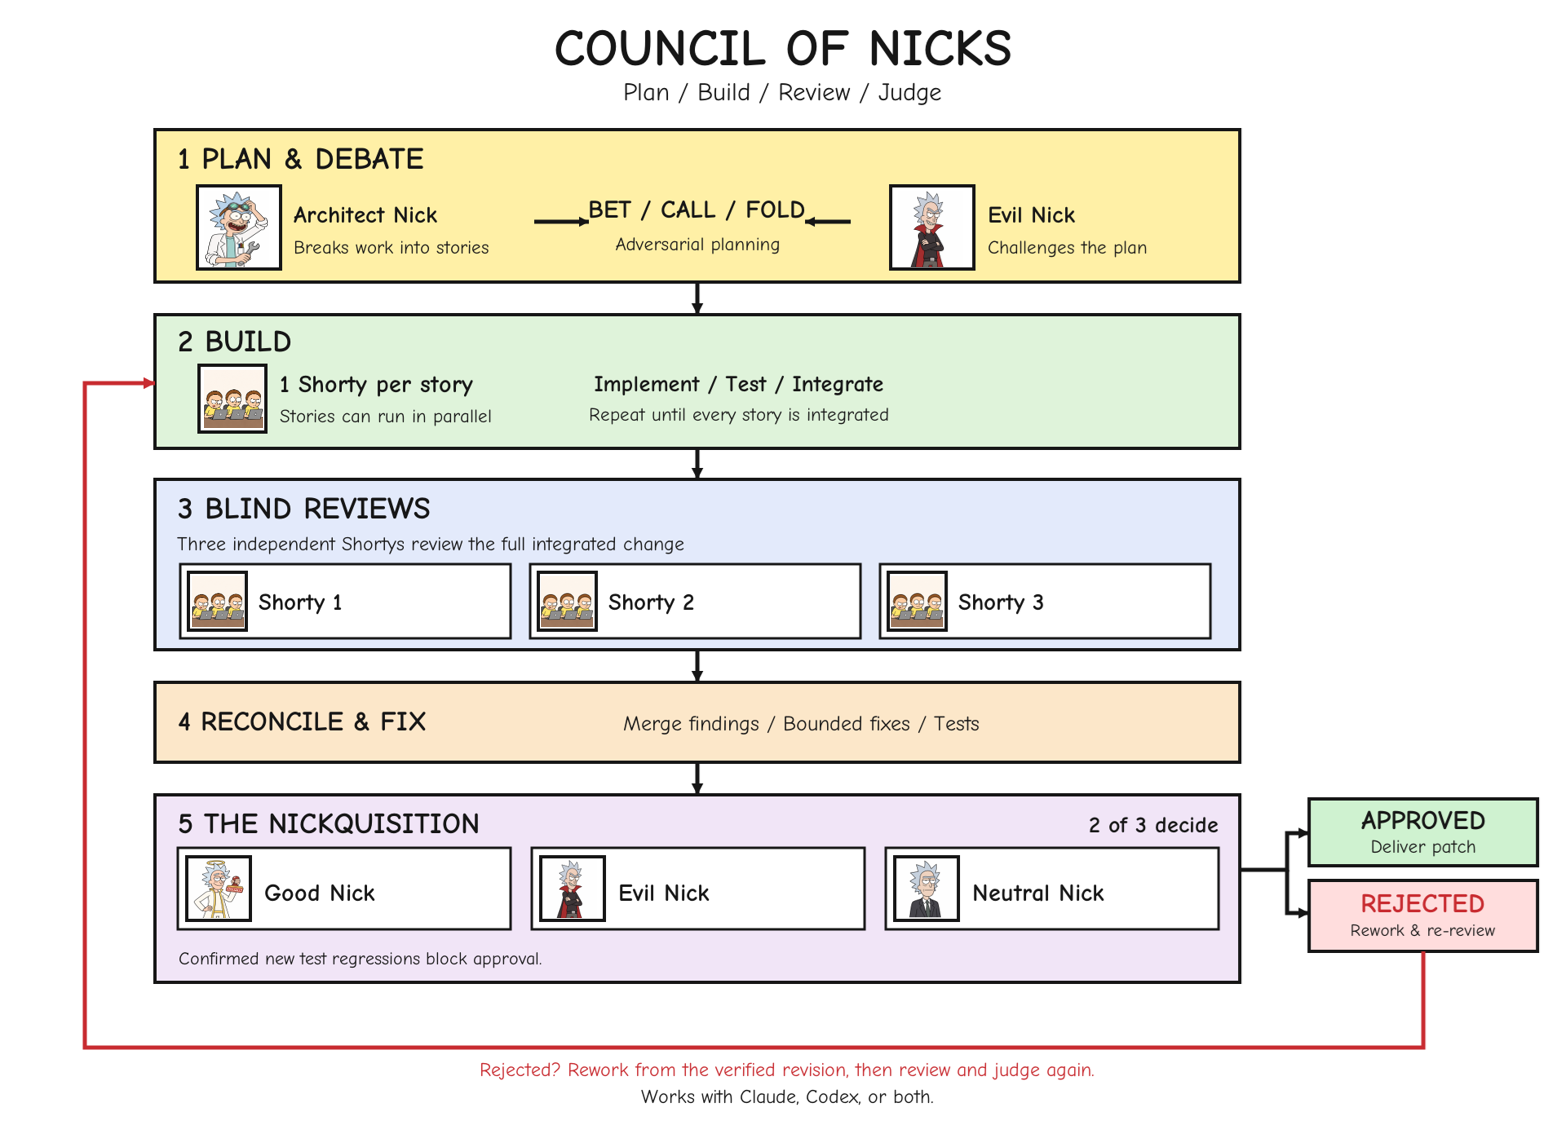 COUNCIL OF NICKS
Plan / Build / Review / Judge
1 PLAN & DEBATE
Architect Nick
Breaks work into stories
BET / CALL / FOLD
Adversarial planning
Evil Nick
Challenges the plan
2 BUILD
1 Shorty per story
Stories can run in parallel
Implement / Test / Integrate
Repeat until every story is integrated
3 BLIND REVIEWS
Three independent Shortys review the full integrated change
Shorty 1
Shorty 2
Shorty 3
4 RECONCILE & FIX
Merge findings / Bounded fixes / Tests
5 THE NICKQUISITION
2 of 3 decide
Good Nick
Evil Nick
Neutral Nick
Confirmed new test regressions block approval.
APPROVED
Deliver patch
REJECTED
Rework & re-review
Rejected? Rework from the verified revision, then review and judge again.
Works with Claude, Codex, or both.